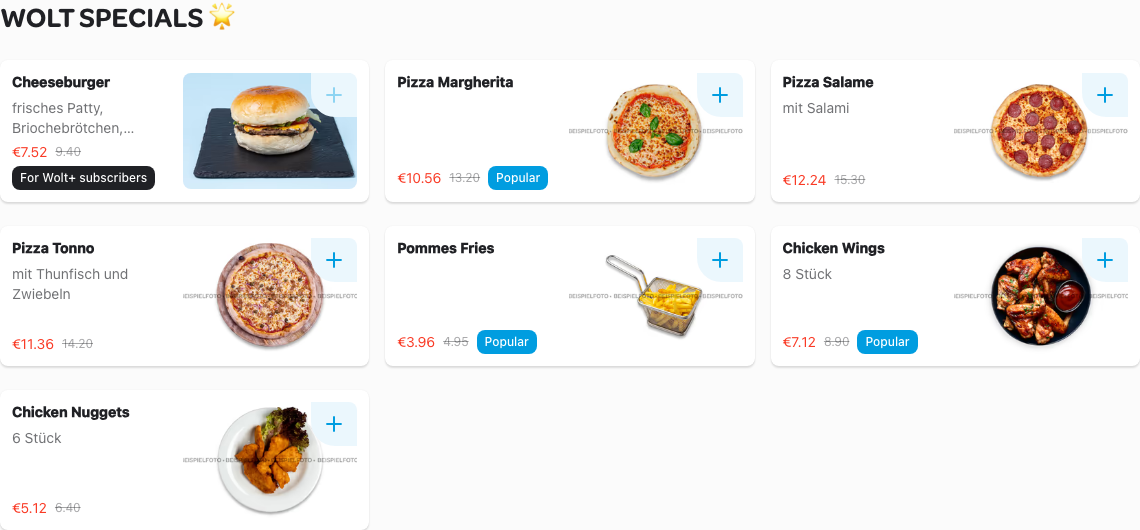 WOLT SPECIALS 🌟
Cheeseburger
frisches Patty,
Briochebrötchen,...
€7.52 9.40
For Wolt+ subscribers
Pizza Margherita
BEISPIELFOTO • BEISPIELFOTO • BEISPIELFOTO
€10.56 13.20 Popular
Pizza Salame
mit Salami
BEISPIELFOTO • BEISPIELFOTO • BEISPIELFOTO
€12.24 15.30
Pizza Tonno
mit Thunfisch und
Zwiebeln
BEISPIELFOTO • BEISPIELFOTO • BEISPIELFOTO
€11.36 14.20
Pommes Fries
BEISPIELFOTO • BEISPIELFOTO • BEISPIELFOTO
€3.96 4.95 Popular
Chicken Wings
8 Stück
BEISPIELFOTO • BEISPIELFOTO • BEISPIELFOTO
€7.12 8.90 Popular
Chicken Nuggets
6 Stück
BEISPIELFOTO • BEISPIELFOTO • BEISPIELFOTO
€5.12 6.40